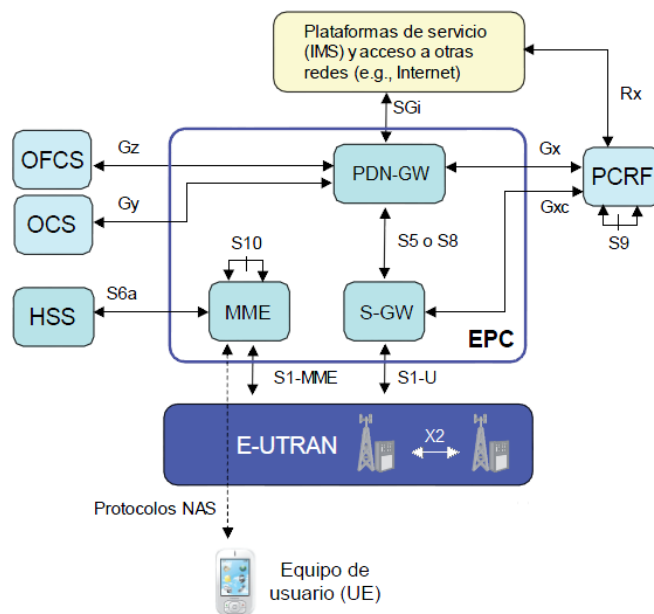 Plataformas de servicio
(IMS) y acceso a otras
redes (e.g., Internet)
SGi
Rx
OFCS
Gz
PDN-GW
Gx
PCRF
OCS
Gy
Gxc
S9
S10
S5 o S8
HSS
S6a
MME
S-GW
EPC
S1-MME
S1-U
E-UTRAN
X2
Protocolos NAS
Equipo de
usuario (UE)